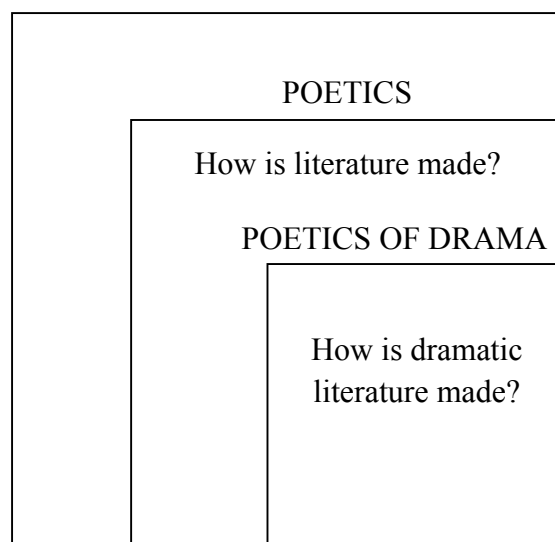 POETICS
How is literature made?
POETICS OF DRAMA
How is dramatic
literature made?